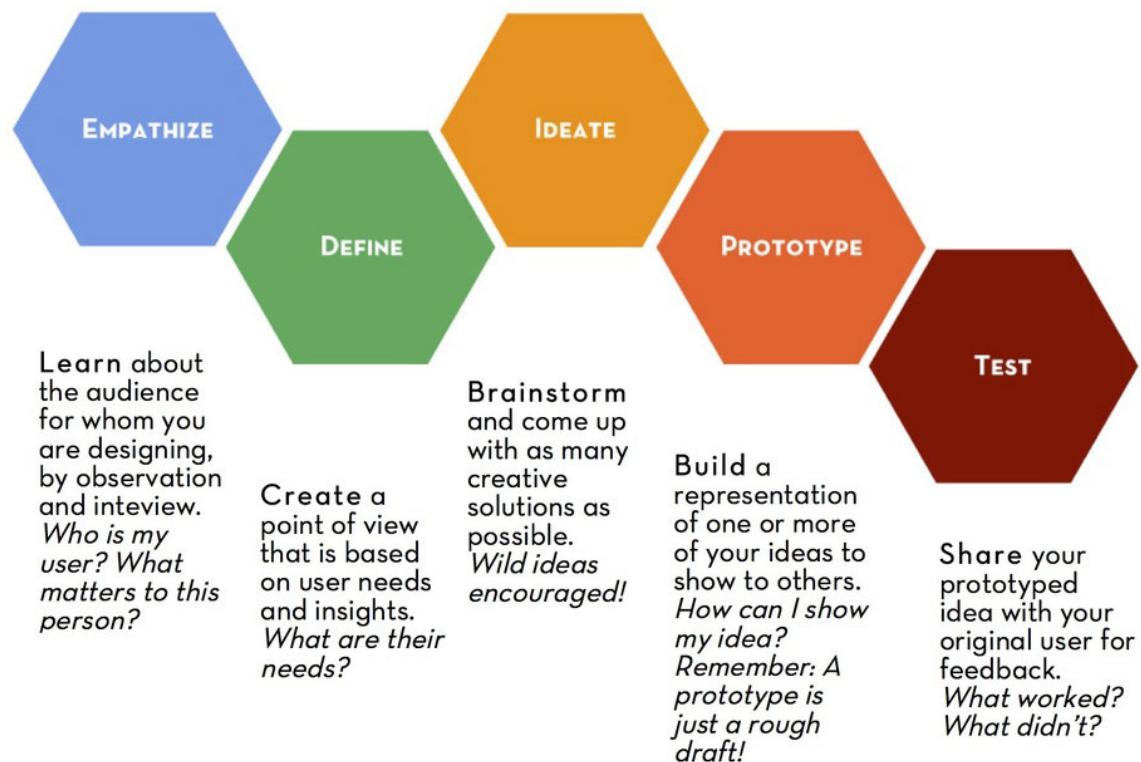 EMPATHIZE
DEFINE
IDEATE
PROTOTYPE
TEST
Learn about
the audience
for whom you
are designing,
by observation
and inteview.
Who is my
user? What
matters to this
person?
Create a
point of view
that is based
on user needs
and insights.
What are their
needs?
Brainstorm
and come up
with as many
creative
solutions as
possible.
Wild ideas
encouraged!
Build a
representation
of one or more
of your ideas to
show to others.
How can I show
my idea?
Remember: A
prototype is
just a rough
draft!
Share your
prototyped
idea with your
original user for
feedback.
What worked?
What didn't?